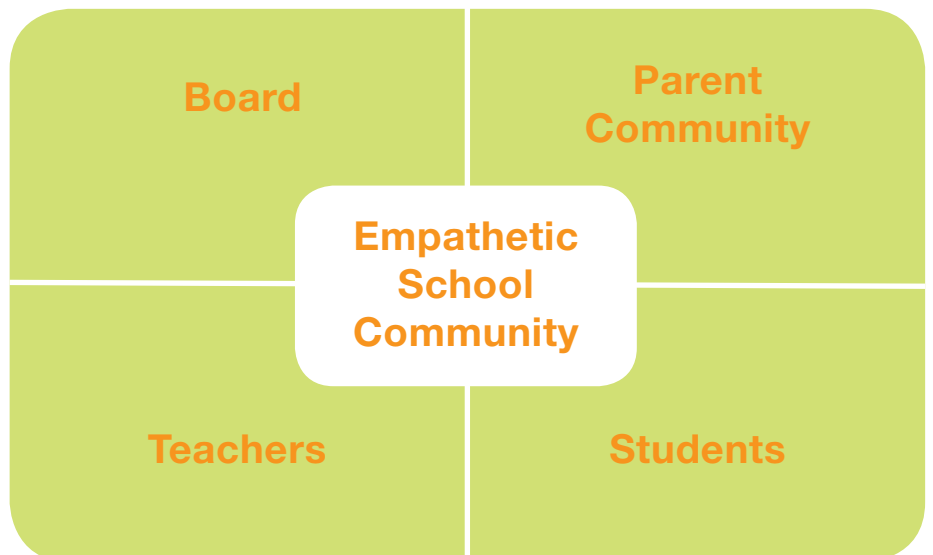 Board
Parent
Community
Empathetic
School
Community
Teachers
Students